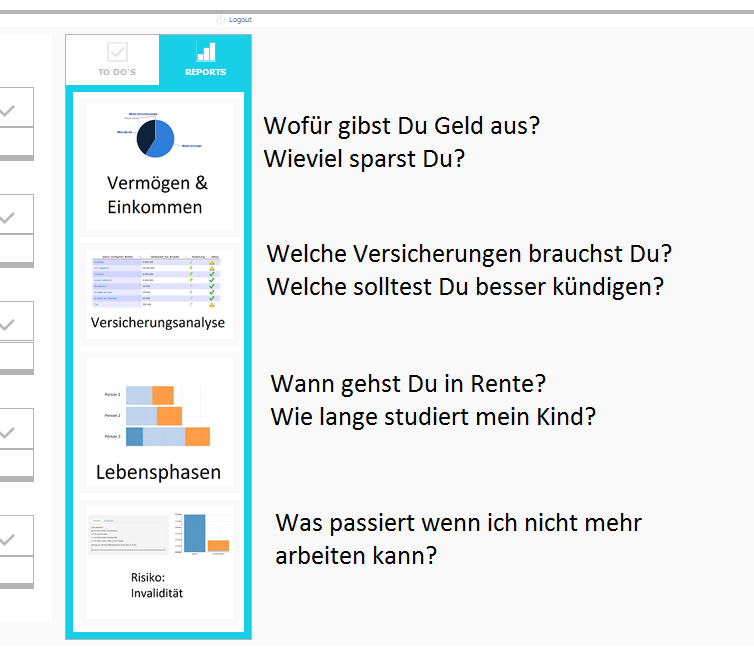 Logout
TO DO'S
REPORTS
Wofür gibst Du Geld aus?
Wieviel sparst Du?
Vermögen &
Einkommen
Welche Versicherungen brauchst Du?
Welche solltest Du besser kündigen?
Versicherungsanalyse
Wann gehst Du in Rente?
Wie lange studiert mein Kind?
Person 1
Person 2
Person 3
Lebensphasen
Was passiert wenn ich nicht mehr
arbeiten kann?
Risiko:
Invalidität